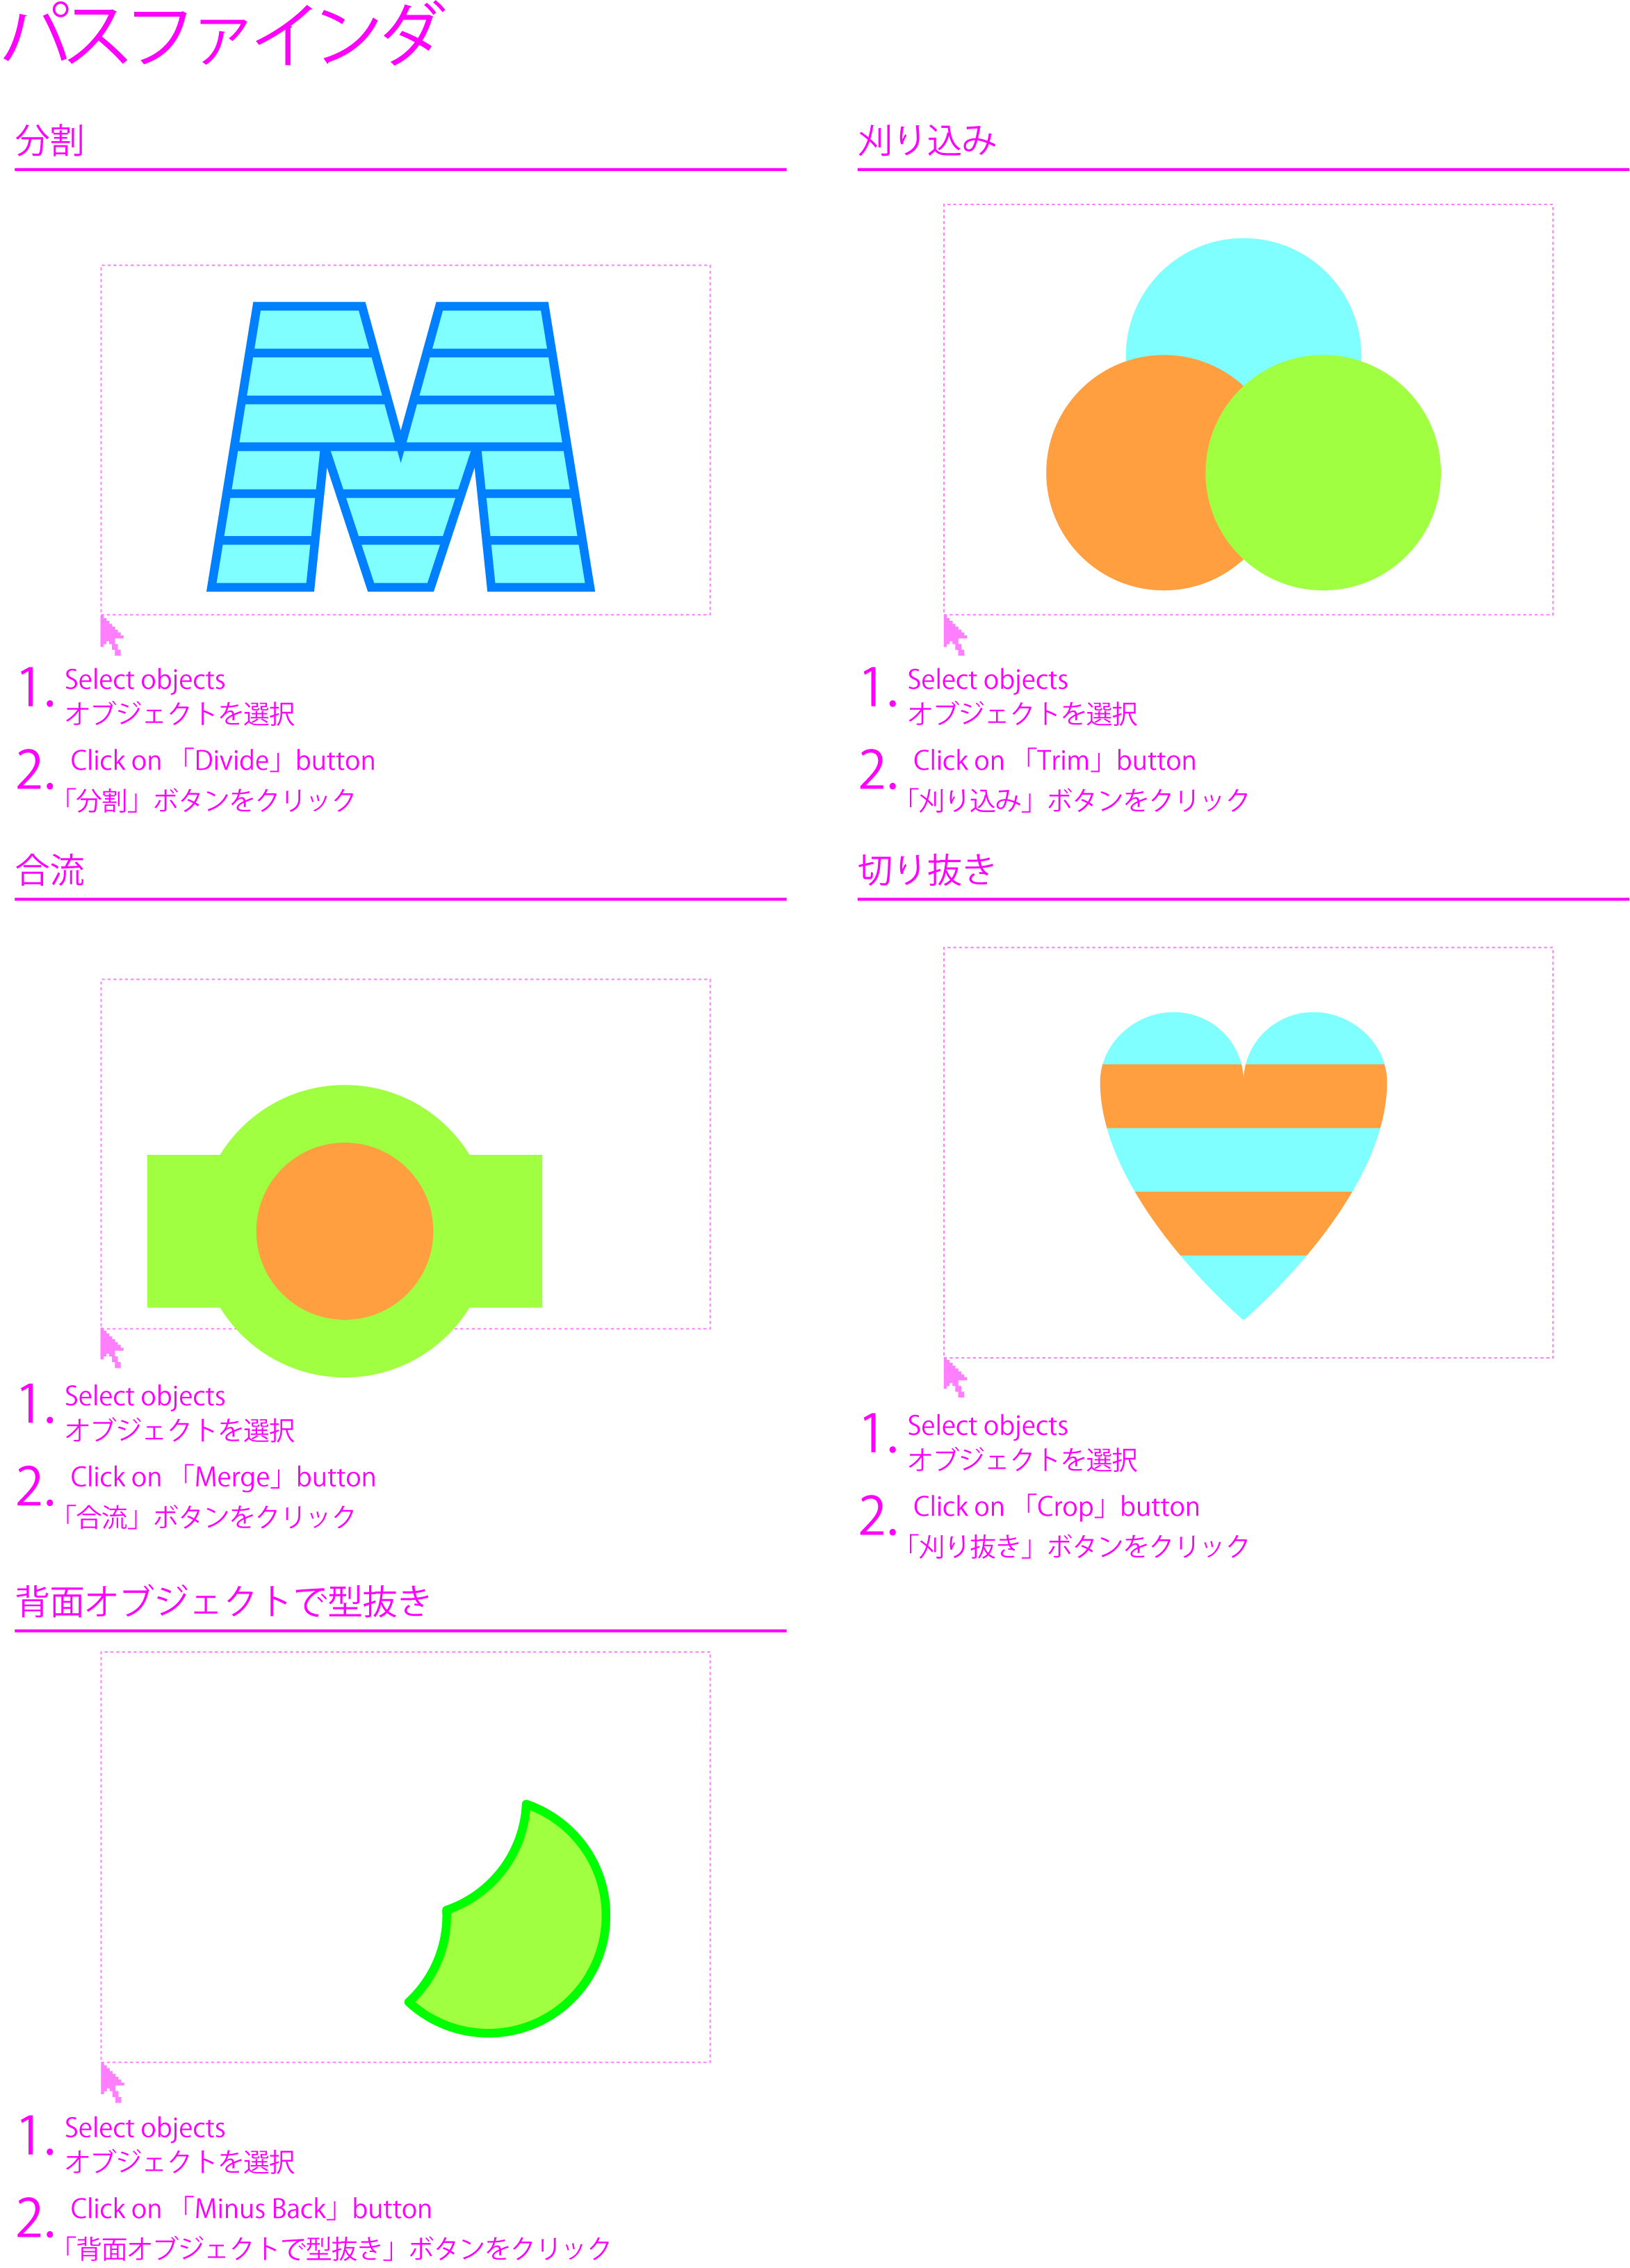 パスファインダ
分割
1. Select objects
オブジェクトを選択
2. Click on 「Divide」 button
「分割」ボタンをクリック
刈り込み
1. Select objects
オブジェクトを選択
2. Click on 「Trim」 button
「刈り込み」ボタンをクリック
合流
1. Select objects
オブジェクトを選択
2. Click on 「Merge」 button
「合流」ボタンをクリック
切り抜き
1. Select objects
オブジェクトを選択
2. Click on 「Crop」 button
「刈り抜き」ボタンをクリック
背面オブジェクトで型抜き
1. Select objects
オブジェクトを選択
2. Click on 「Minus Back」 button
「背面オブジェクトで型抜き」ボタンをクリック